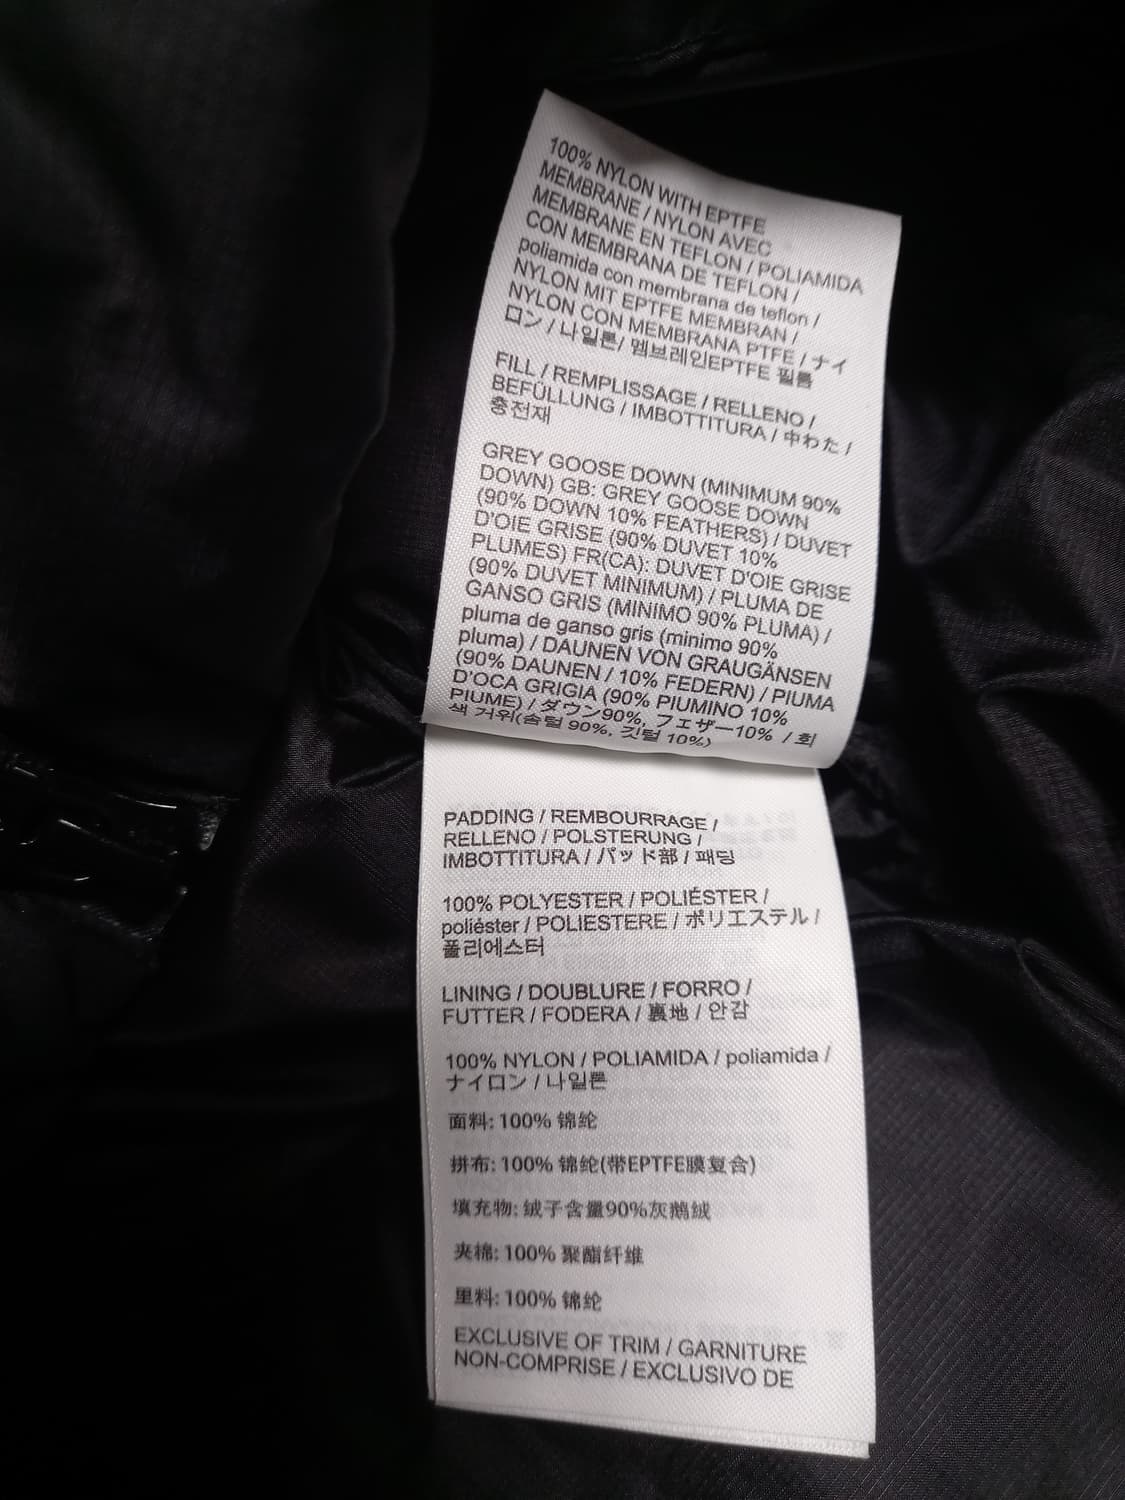 100% NYLON WITH EPTFE
MEMBRANE / NYLON AVEC
MEMBRANE EN TEFLON / POLIAMIDA
CON MEMBRANA DE TEFLON /
poliamida con membrana de teflon /
NYLON MIT EPTFE MEMBRAN /
NYLON CON MEMBRANA PTFE / ナイ
ロン / 나일론/ 멤브레인EPTFE 필름
FILL / REMPLISSAGE / RELLENO /
BEFÜLLUNG / IMBOTTITURA / 中わた /
충전재
GREY GOOSE DOWN (MINIMUM 90%
DOWN) GB: GREY GOOSE DOWN
(90% DOWN 10% FEATHERS) / DUVET
D'OIE GRISE (90% DUVET 10%
PLUMES) FR(CA): DUVET D'OIE GRISE
(90% DUVET MINIMUM) / PLUMA DE
GANSO GRIS (MINIMO 90% PLUMA) /
pluma de ganso gris (minimo 90%
pluma) / DAUNEN VON GRAUGÄNSEN
(90% DAUNEN / 10% FEDERN) / PIUMA
D'OCA GRIGIA (90% PIUMINO 10%
PIUME) / ダウン90%, フェザー10% / 회
색 거위(솜털 90%, 깃털 10%)
PADDING / REMBOURRAGE /
RELLENO / POLSTERUNG /
IMBOTTITURA / パッド部 / 패딩
100% POLYESTER / POLIÉSTER /
poliéster / POLIESTERE / ポリエステル /
폴리에스터
LINING / DOUBLURE / FORRO /
FUTTER / FODERA / 裏地 / 안감
100% NYLON / POLIAMIDA / poliamida /
ナイロン / 나일론
面料: 100% 锦纶
拼布: 100% 锦纶(带EPTFE膜复合)
填充物: 绒子含量90%灰鹅绒
夹棉: 100% 聚酯纤维
里料: 100% 锦纶
EXCLUSIVE OF TRIM / GARNITURE
NON-COMPRISE / EXCLUSIVO DE